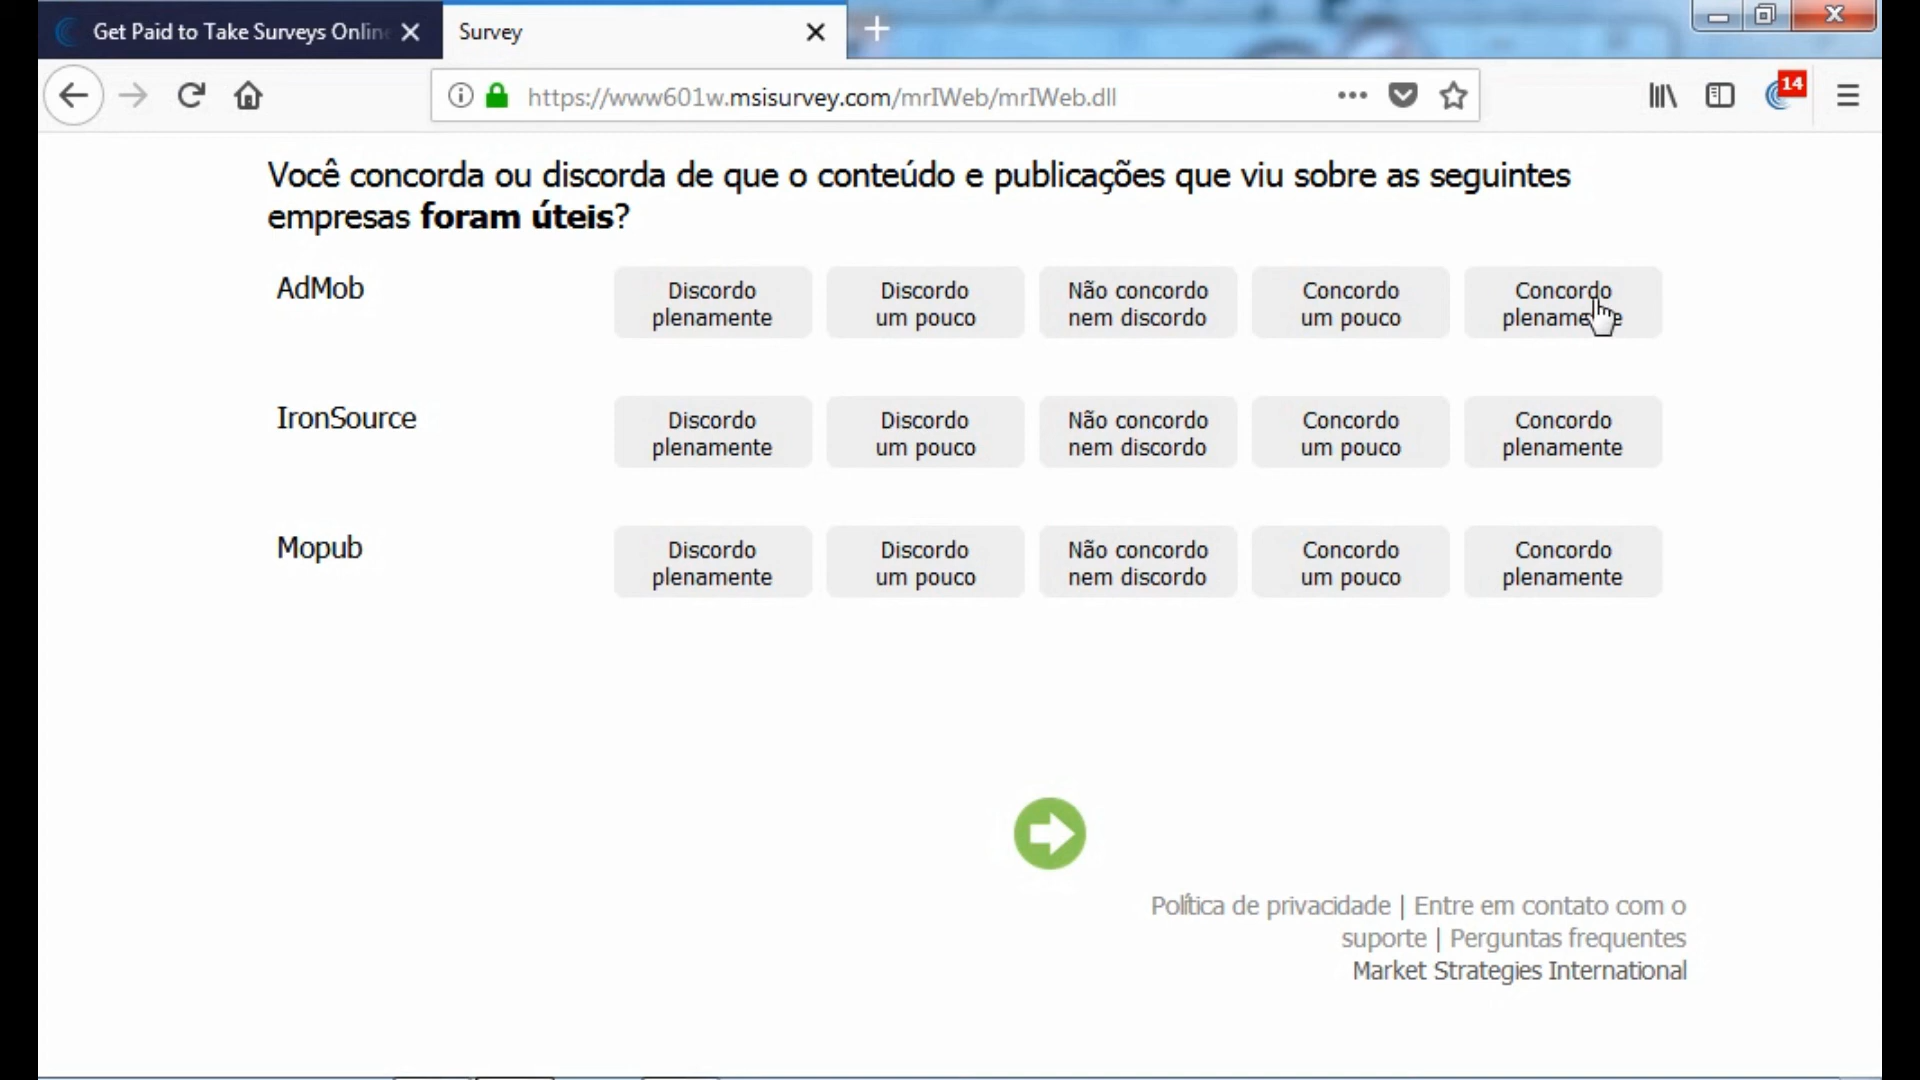 Get Paid to Take Surveys Onlin
Survey
https://www601w.msisurvey.com/mrIWeb/mrIWeb.dll
14
Você concorda ou discorda de que o conteúdo e publicações que viu sobre as seguintes
empresas foram úteis?
AdMob
Discordo
plenamente
Discordo
um pouco
Não concordo
nem discordo
Concordo
um pouco
Concordo
plenamente
IronSource
Discordo
plenamente
Discordo
um pouco
Não concordo
nem discordo
Concordo
um pouco
Concordo
plenamente
Mopub
Discordo
plenamente
Discordo
um pouco
Não concordo
nem discordo
Concordo
um pouco
Concordo
plenamente
Política de privacidade | Entre em contato com o
suporte | Perguntas frequentes
Market Strategies International